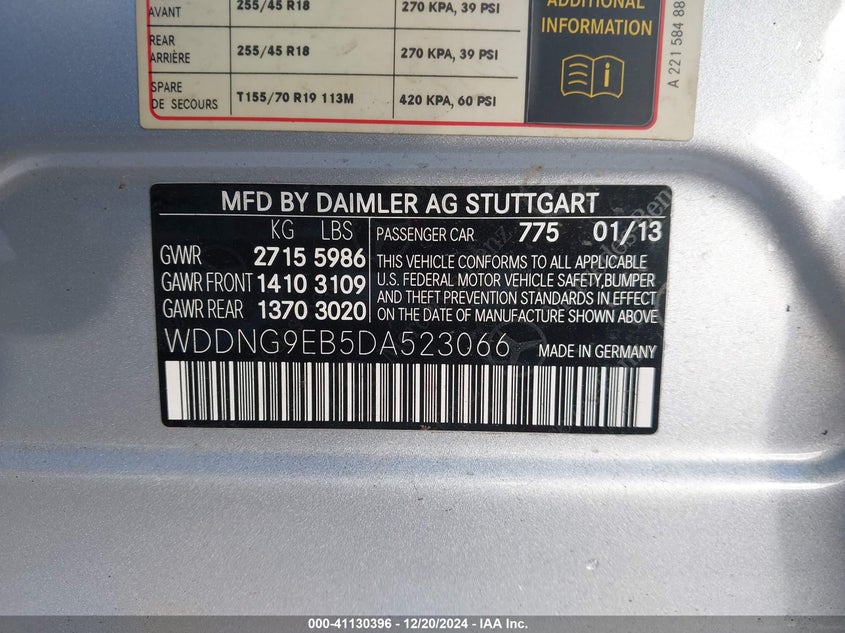 AVANT 255/45 R18 270 KPA, 39 PSI
REAR
ARRIÈRE 255/45 R18 270 KPA, 39 PSI
SPARE
DE SECOURS T155/70 R19 113M 420 KPA, 60 PSI
ADDITIONAL
INFORMATION
A 221 584 88
MFD BY DAIMLER AG STUTTGART
KG LBS
GVWR 2715 5986
GAWR FRONT 1410 3109
GAWR REAR 1370 3020
PASSENGER CAR 775 01/13
THIS VEHICLE CONFORMS TO ALL APPLICABLE
U.S. FEDERAL MOTOR VEHICLE SAFETY,BUMPER
AND THEFT PREVENTION STANDARDS IN EFFECT
ON THE DATE OF MANUFACTURE SHOWN ABOVE
WDDNG9EB5DA523066 MADE IN GERMANY
000-41130396 - 12/20/2024 - IAA Inc.